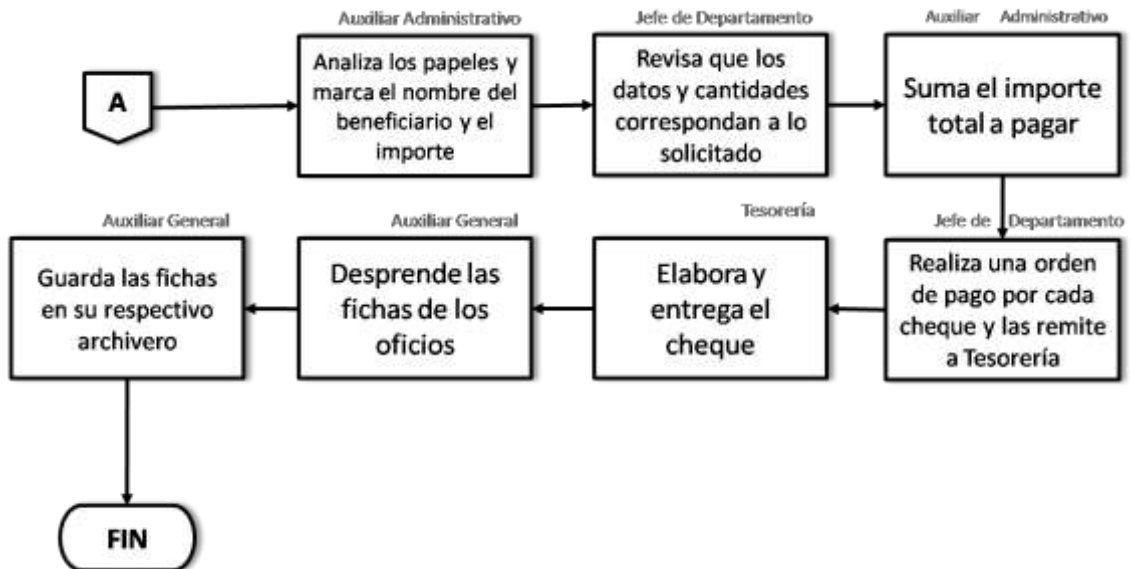 Auxiliar Administrativo
Jefe de Departamento
Auxiliar Administrativo
A
Analiza los papeles y
marca el nombre del
beneficiario y el
importe
Revisa que los
datos y cantidades
correspondan a lo
solicitado
Suma el importe
total a pagar
Jefe de Departamento
Realiza una orden
de pago por cada
cheque y las remite
a Tesorería
Tesorería
Elabora y
entrega el
cheque
Auxiliar General
Desprende las
fichas de los
oficios
Auxiliar General
Guarda las fichas
en su respectivo
archivero
FIN